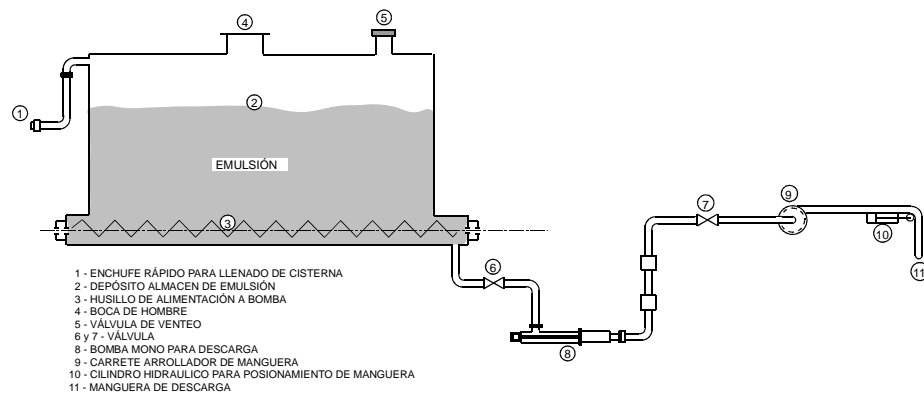 4
5
1
2
EMULSIÓN
3
6
7
8
9
10
11
1 - ENCHUFE RÁPIDO PARA LLENADO DE CISTERNA
2 - DEPÓSITO ALMACEN DE EMULSIÓN
3 - HUSILLO DE ALIMENTACIÓN A BOMBA
4 - BOCA DE HOMBRE
5 - VÁLVULA DE VENTEO
6 y 7 - VÁLVULA
8 - BOMBA MONO PARA DESCARGA
9 - CARRETE ARROLLADOR DE MANGUERA
10 - CILINDRO HIDRAULICO PARA POSIONAMIENTO DE MANGUERA
11 - MANGUERA DE DESCARGA